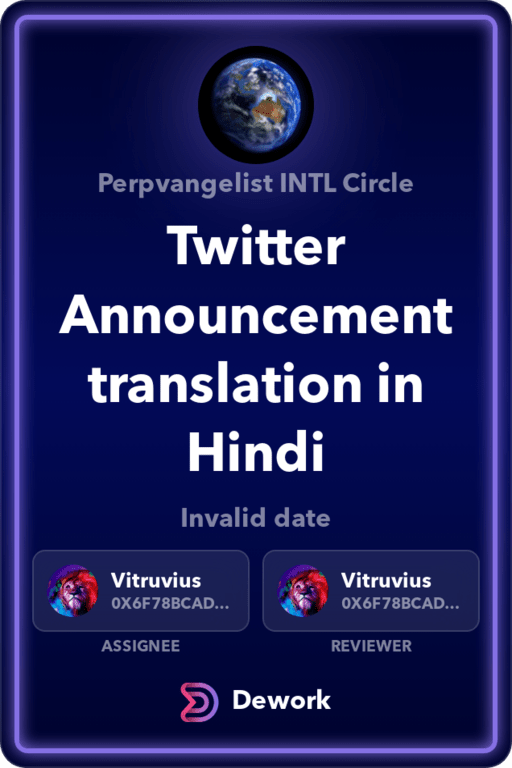 Perpvangelist INTL Circle
Twitter
Announcement
translation in
Hindi
Invalid date
Vitruvius
0X6F78BCAD...
Vitruvius
0X6F78BCAD...
ASSIGNEE
REVIEWER
Dework